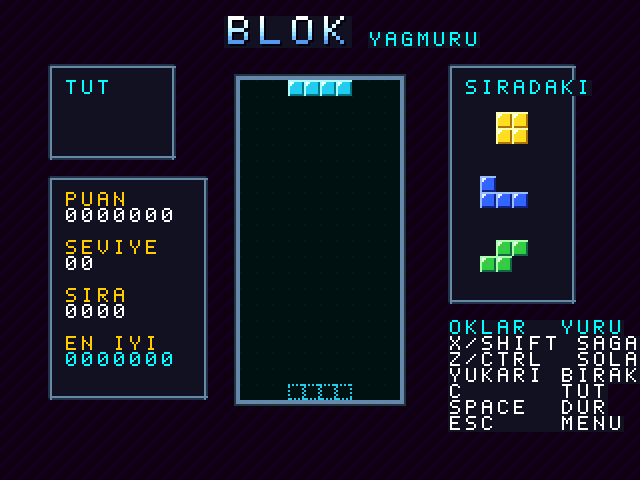 BLOK YAGMURU
TUT
PUAN
0000000
SEVIYE
00
SIRA
0000
EN IYI
0000000
SIRADAKI
OKLAR YURU
X/SHIFT SAGA
Z/CTRL SOLA
YUKARI BIRAK
C TUT
SPACE DUR
ESC MENU